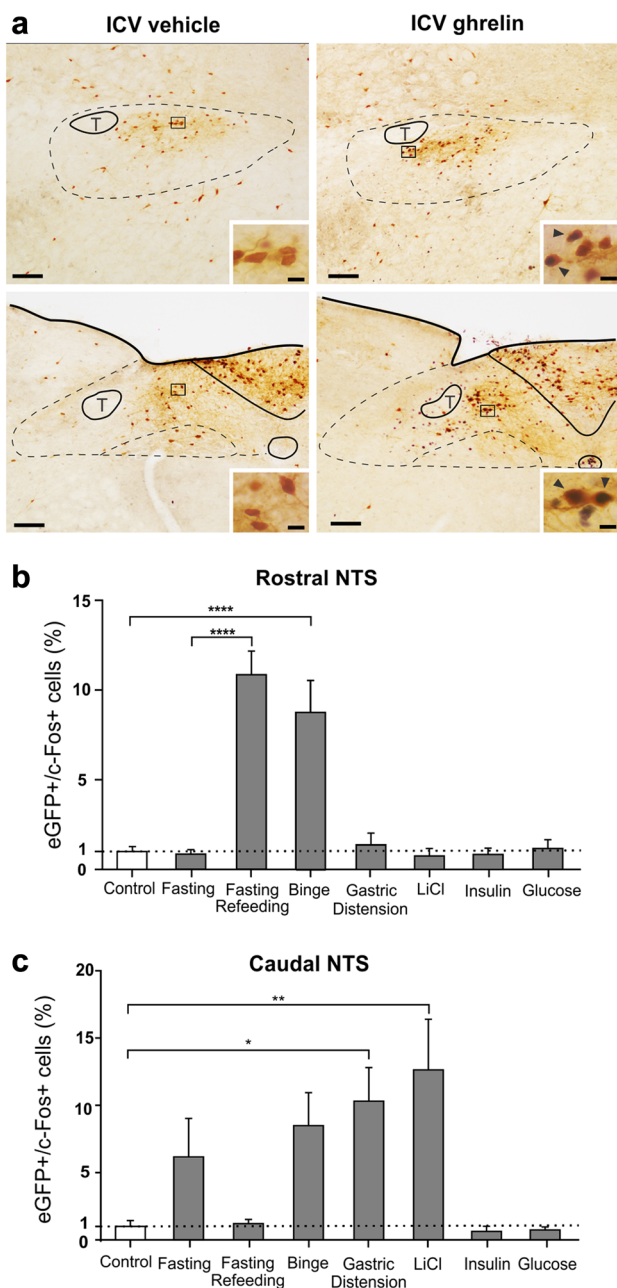 a
ICV vehicle
ICV ghrelin
T
T
T
T
b
Rostral NTS
eGFP+/c-Fos+ cells (%)
15
10
5
1
0
****
****
Control
Fasting
Fasting
Refeeding
Binge
Gastric
Distension
LiCl
Insulin
Glucose
c
Caudal NTS
eGFP+/c-Fos+ cells (%)
20
15
10
5
1
0
**
*
Control
Fasting
Fasting
Refeeding
Binge
Gastric
Distension
LiCl
Insulin
Glucose